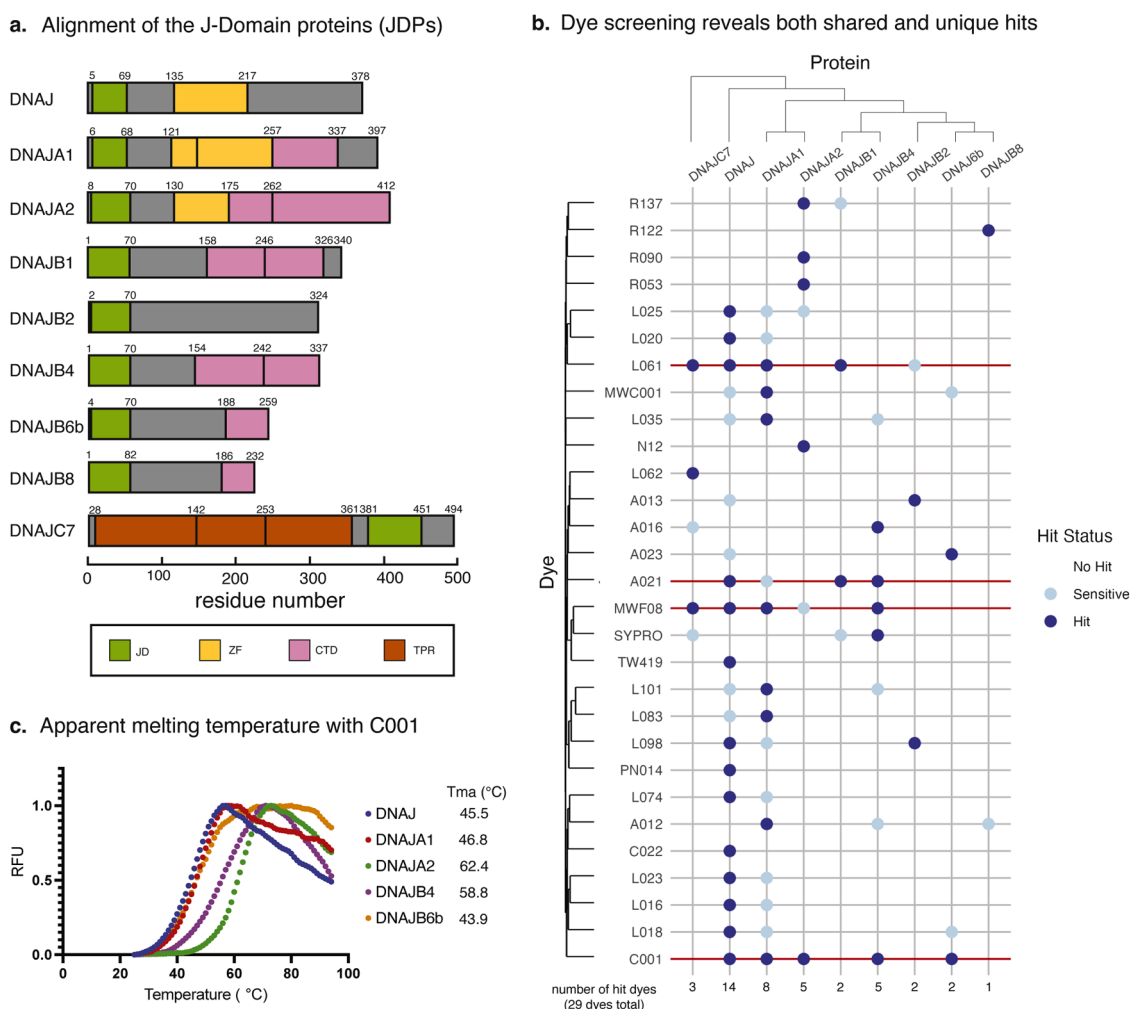 a. Alignment of the J-Domain proteins (JDPs)
5 69 135 217 378
DNAJ
6 68 121 257 337 397
DNAJA1
8 70 130 175 262 412
DNAJA2
1 70 158 246 326 340
DNAJB1
2 70 324
DNAJB2
1 70 154 242 337
DNAJB4
4 70 188 259
DNAJB6b
1 82 186 232
DNAJB8
28 142 253 361 381 451 494
DNAJC7
0 100 200 300 400 500
residue number
JD ZF CTD TPR
b. Dye screening reveals both shared and unique hits
Protein
DNAJC7 DNAJ DNAJA1 DNAJA2 DNAJB1 DNAJB4 DNAJB2 DNAJ6b DNAJB8
Dye
R137
R122
R090
R053
L025
L020
L061
MWC001
L035
N12
L062
A013
A016
A023
A021
MWF08
SYPRO
TW419
L101
L083
L098
PN014
L074
A012
C022
L023
L016
L018
C001
number of hit dyes
(29 dyes total)
3 14 8 5 2 5 2 2 1
Hit Status
No Hit
Sensitive
Hit
c. Apparent melting temperature with C001
RFU
1.0
0.5
0.0
0 20 40 60 80 100
Temperature ( °C)
Tma (°C)
DNAJ 45.5
DNAJA1 46.8
DNAJA2 62.4
DNAJB4 58.8
DNAJB6b 43.9